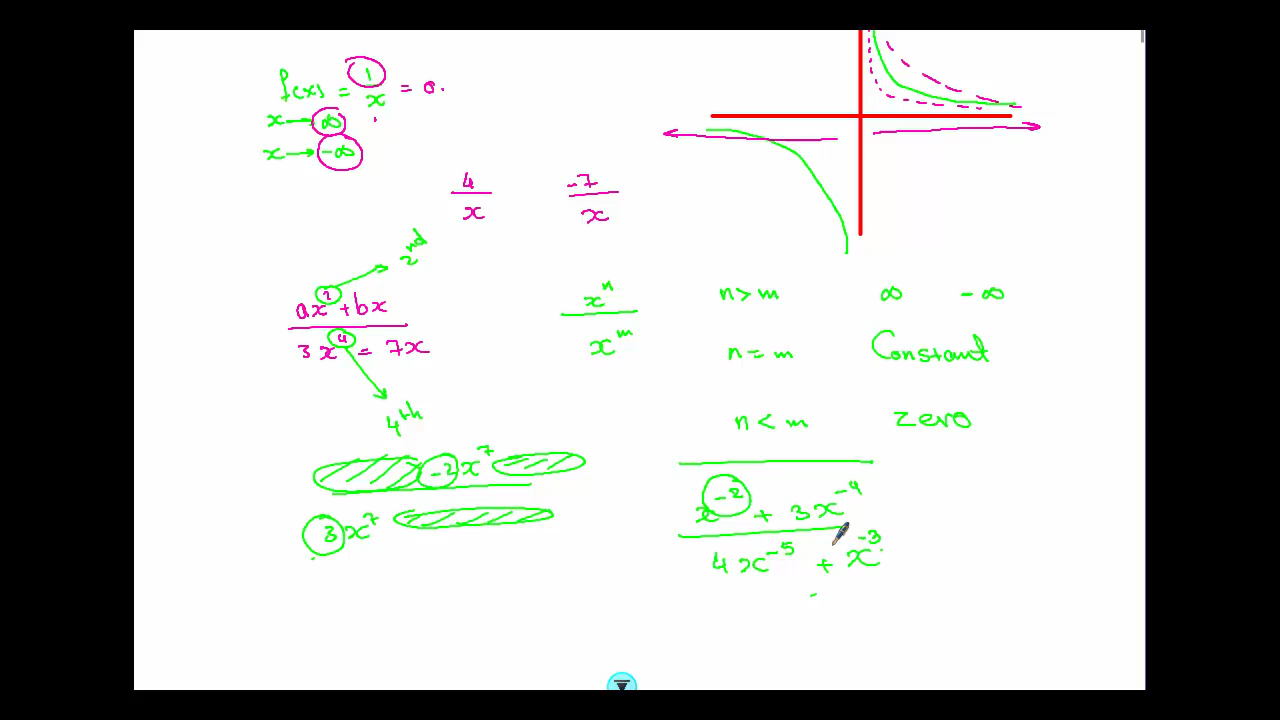 f(x) = 1/x = 0.
x → ∞
x → -∞
4/x -7/x
2nd
ax² + bx
3x⁴ = 7x
4th
xⁿ/xᵐ
n > m ∞ -∞
n = m Constant
n < m zero
-2x⁷
3x⁷
x⁻² + 3x⁻⁴
4x⁻⁵ + x⁻³